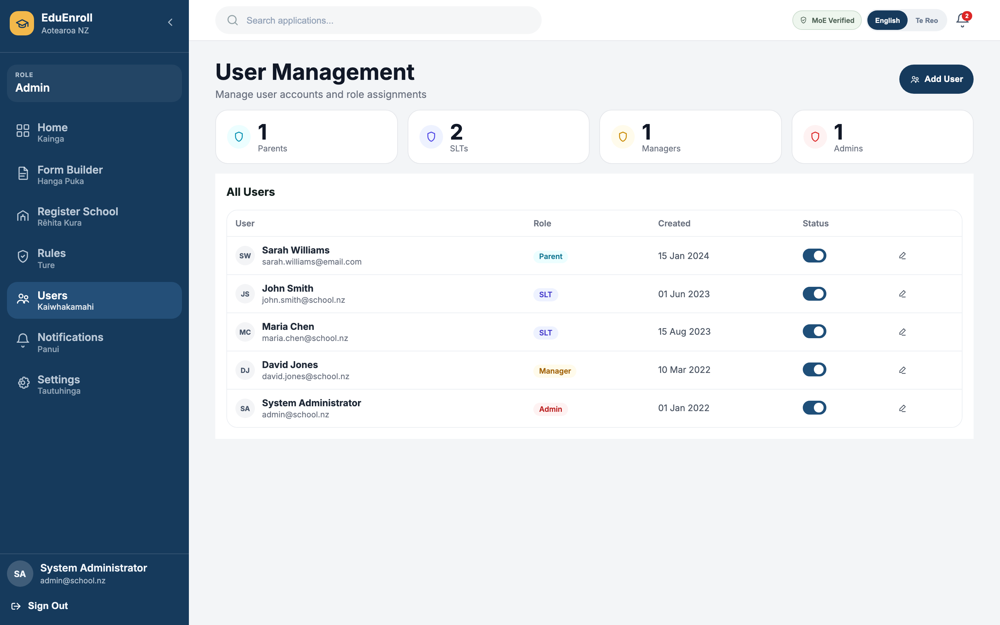 EduEnroll
Aotearoa NZ
ROLE
Admin
Home
Kainga
Form Builder
Hanga Puka
Register School
Rēhita Kura
Rules
Ture
Users
Kaiwhakamahi
Notifications
Panui
Settings
Tautuhinga
SA
System Administrator
admin@school.nz
Sign Out
Search applications...
MoE Verified
English
Te Reo
2
User Management
Manage user accounts and role assignments
Add User
1
Parents
2
SLTs
1
Managers
1
Admins
All Users
User Role Created Status
SW Sarah Williams
sarah.williams@email.com
Parent 15 Jan 2024
JS John Smith
john.smith@school.nz
SLT 01 Jun 2023
MC Maria Chen
maria.chen@school.nz
SLT 15 Aug 2023
DJ David Jones
david.jones@school.nz
Manager 10 Mar 2022
SA System Administrator
admin@school.nz
Admin 01 Jan 2022